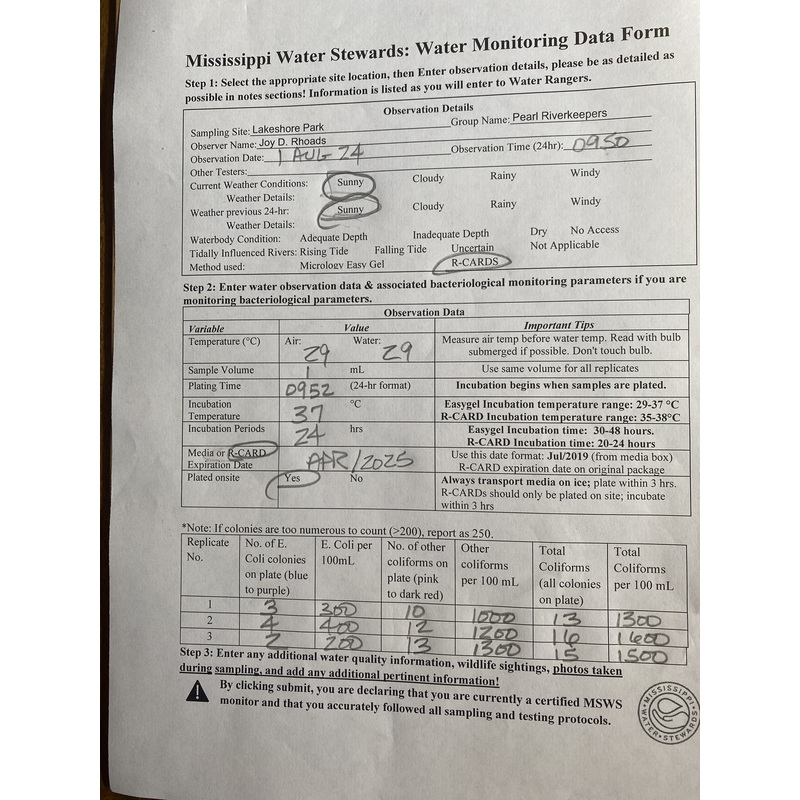 Mississippi Water Stewards: Water Monitoring Data Form
Step 1: Select the appropriate site location, then Enter observation details, please be as detailed as
possible in notes sections! Information is listed as you will enter to Water Rangers.
Observation Details
Sampling Site: Lakeshore Park Group Name: Pearl Riverkeepers
Observer Name: Joy D. Rhoads
Observation Date: 1 AUG 24 Observation Time (24hr): 0950
Other Testers:
Current Weather Conditions: Sunny Cloudy Rainy Windy
Weather Details:
Weather previous 24-hr: Sunny Cloudy Rainy Windy
Weather Details:
Waterbody Condition: Adequate Depth Inadequate Depth Dry No Access
Tidally Influenced Rivers: Rising Tide Falling Tide Uncertain Not Applicable
Method used: Micrology Easy Gel R-CARDS
Step 2: Enter water observation data & associated bacteriological monitoring parameters if you are
monitoring bacteriological parameters.
Observation Data
Variable Value Important Tips
Temperature (°C) Air: 29 Water: 29 Measure air temp before water temp. Read with bulb
submerged if possible. Don't touch bulb.
Sample Volume 1 mL Use same volume for all replicates
Plating Time 0952 (24-hr format) Incubation begins when samples are plated.
Incubation
Temperature 37 °C Easygel Incubation temperature range: 29-37 °C
R-CARD Incubation temperature range: 35-38°C
Incubation Periods 24 hrs Easygel Incubation time: 30-48 hours.
R-CARD Incubation time: 20-24 hours
Media or R-CARD
Expiration Date APR/2025 Use this date format: Jul/2019 (from media box)
R-CARD expiration date on original package
Plated onsite Yes No Always transport media on ice; plate within 3 hrs.
R-CARDs should only be plated on site; incubate
within 3 hrs
*Note: If colonies are too numerous to count (>200), report as 250.
Replicate
No. No. of E.
Coli colonies
on plate (blue
to purple) E. Coli per
100mL No. of other
coliforms on
plate (pink
to dark red) Other
coliforms
per 100 mL Total
Coliforms
(all colonies
on plate) Total
Coliforms
per 100 mL
1 3 300 10 1000 13 1300
2 4 400 12 1200 16 1600
3 2 200 13 1300 15 1500
Step 3: Enter any additional water quality information, wildlife sightings, photos taken
during sampling, and add any additional pertinent information!
By clicking submit, you are declaring that you are currently a certified MSWS
monitor and that you accurately followed all sampling and testing protocols.
MISSISSIPPI
WATER STEWARDS